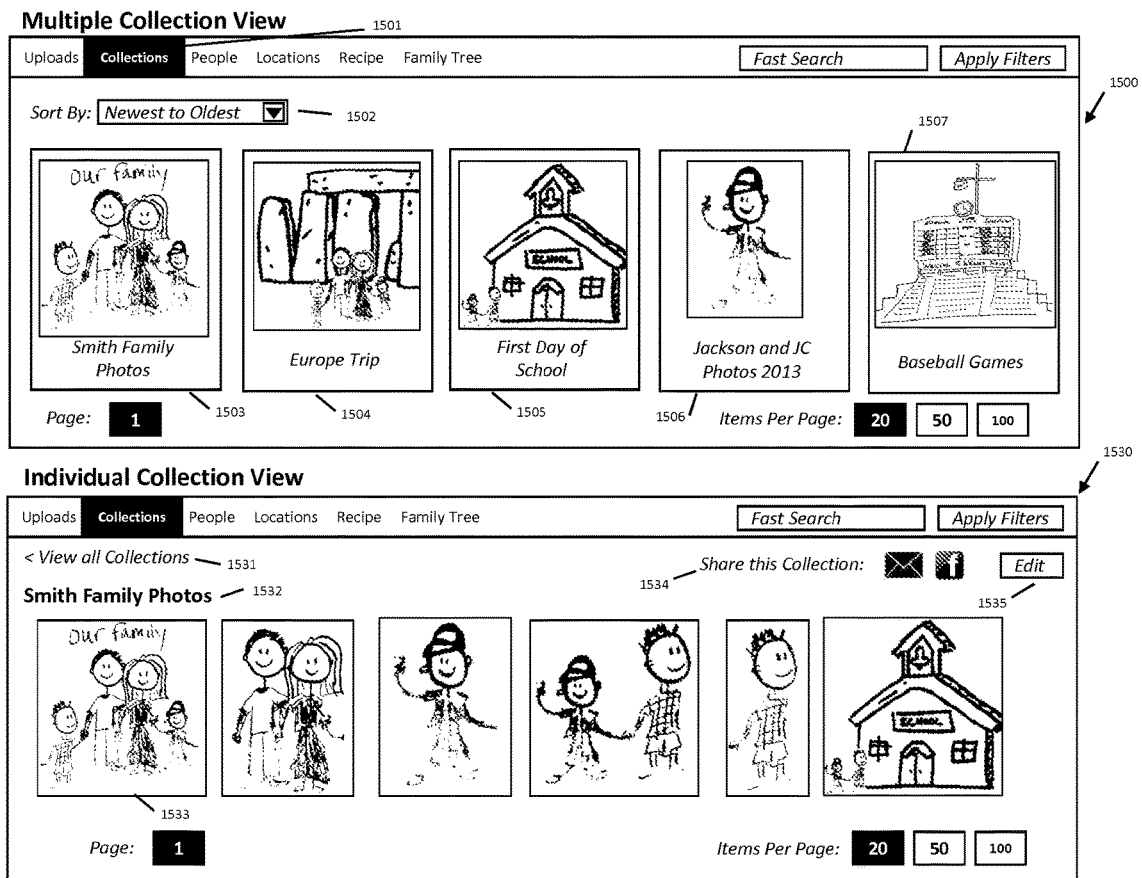 Multiple Collection View
1501
Uploads Collections People Locations Recipe Family Tree Fast Search Apply Filters
1500
Sort By: Newest to Oldest 1502
1507
our family
SCHOOL
Smith Family
Photos
Europe Trip
First Day of
School
Jackson and JC
Photos 2013
Baseball Games
1503 1504 1505 1506
Page: 1 Items Per Page: 20 50 100
1530
Individual Collection View
Uploads Collections People Locations Recipe Family Tree Fast Search Apply Filters
< View all Collections 1531 1534 Share this Collection: f Edit
Smith Family Photos 1532 1535
our family
SCHOOL
1533
Page: 1 Items Per Page: 20 50 100